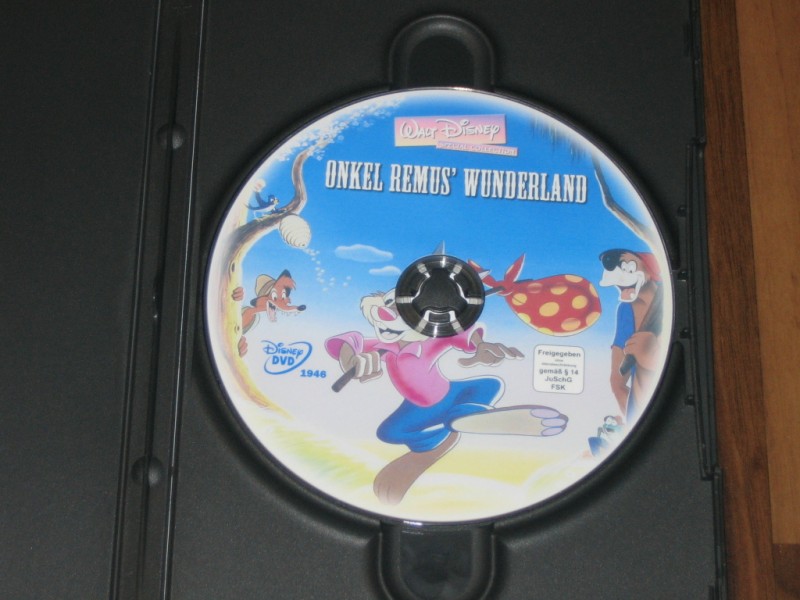 WALT DISNEY
ONKEL REMUS' WUNDERLAND
DISNEY
DVD
1946
Freigegeben
gemäß § 14
JuSchG
FSK